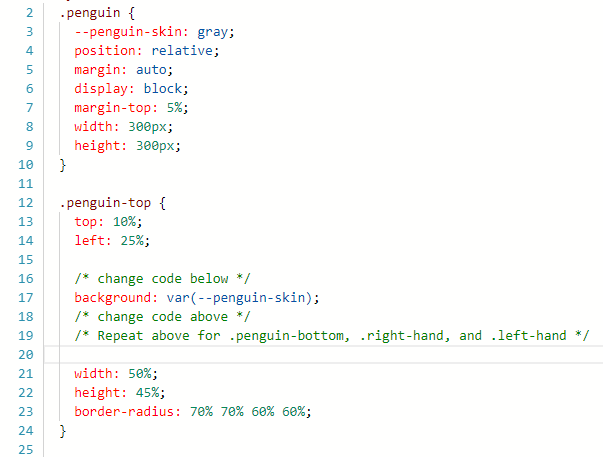 2 .penguin {
3 --penguin-skin: gray;
4 position: relative;
5 margin: auto;
6 display: block;
7 margin-top: 5%;
8 width: 300px;
9 height: 300px;
10 }
11
12 .penguin-top {
13 top: 10%;
14 left: 25%;
15
16 /* change code below */
17 background: var(--penguin-skin);
18 /* change code above */
19 /* Repeat above for .penguin-bottom, .right-hand, and .left-hand */
20
21 width: 50%;
22 height: 45%;
23 border-radius: 70% 70% 60% 60%;
24 }
25